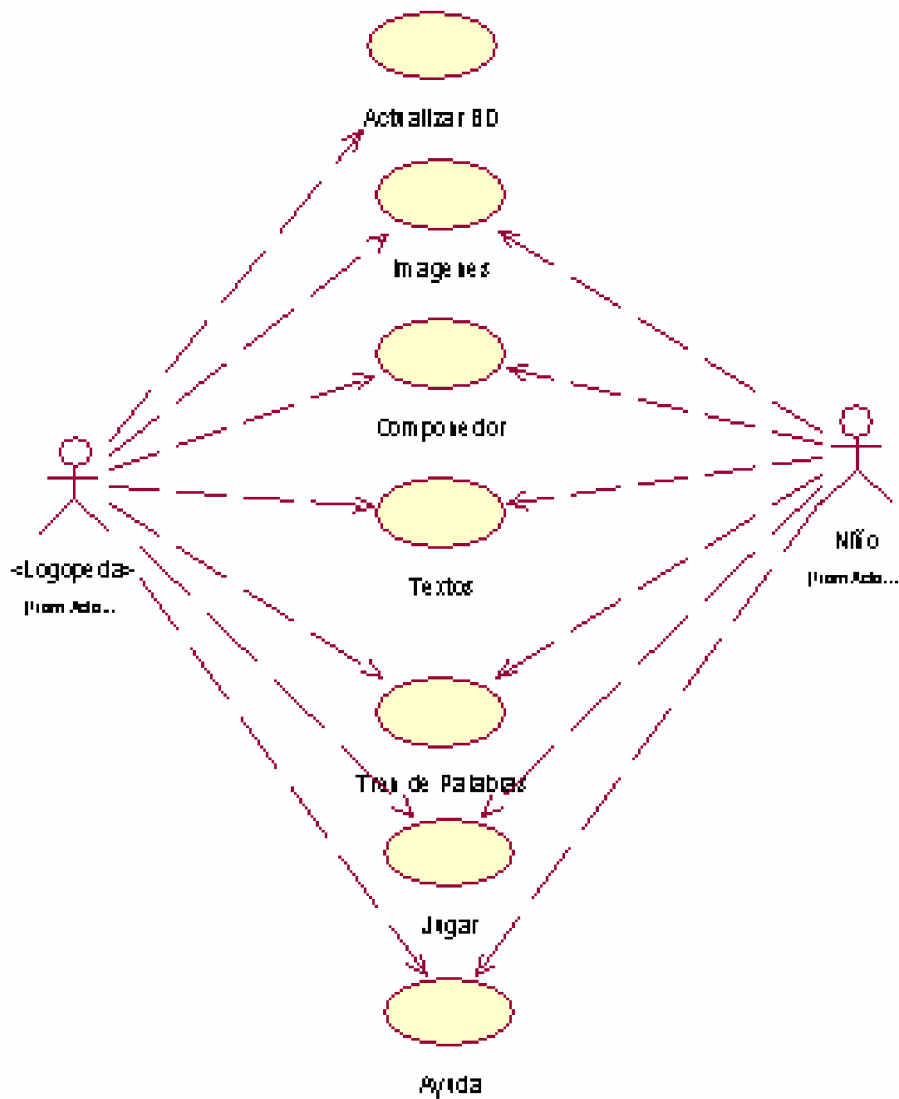 Actualizar BD
Imagenes
Componedor
<Logopeda>
Niño
Textos
Tren de Palabras
Jugar
Ayuda